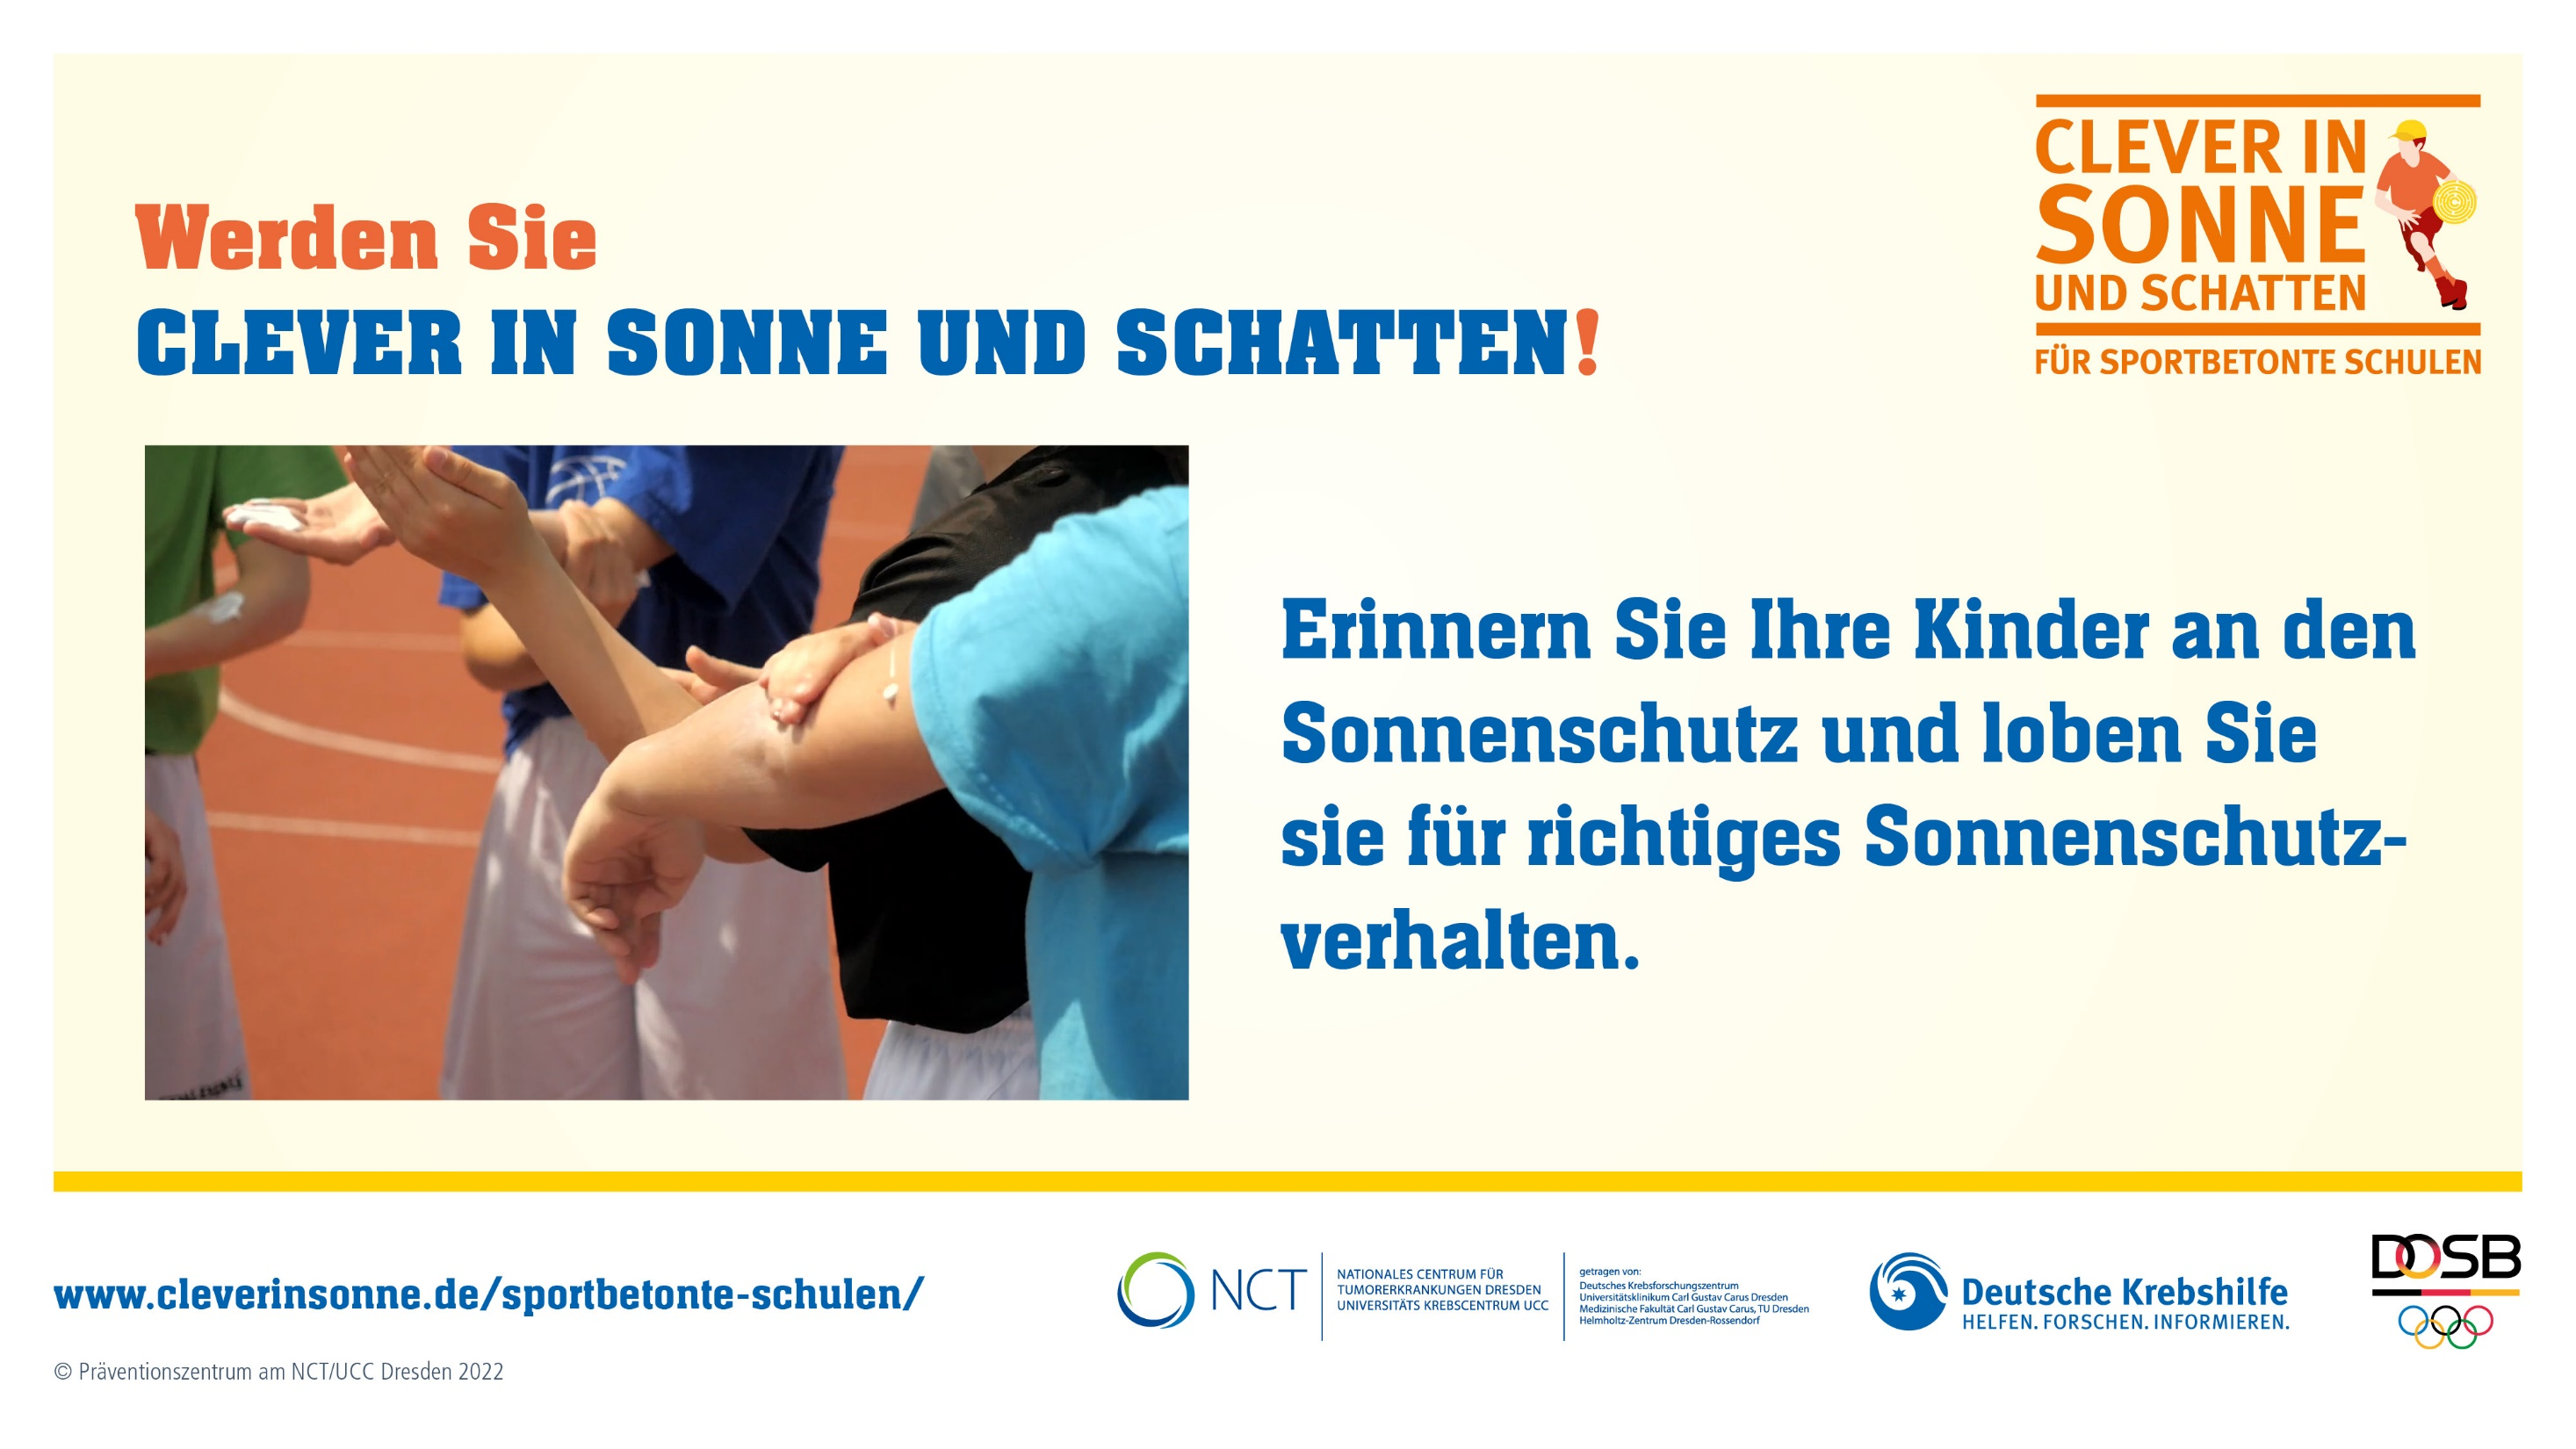 CLEVER IN
SONNE
UND SCHATTEN
FÜR SPORTBETONTE SCHULEN
Werden Sie
CLEVER IN SONNE UND SCHATTEN!
Erinnern Sie Ihre Kinder an den
Sonnenschutz und loben Sie
sie für richtiges Sonnenschutz-
verhalten.
www.cleverinsonne.de/sportbetonte-schulen/
© Präventionszentrum am NCT/UCC Dresden 2022
NCT
NATIONALES CENTRUM FÜR
TUMORERKRANKUNGEN DRESDEN
UNIVERSITÄTS KREBSCENTRUM UCC
getragen von:
Deutsches Krebsforschungszentrum
Universitätsklinikum Carl Gustav Carus Dresden
Medizinische Fakultät Carl Gustav Carus, TU Dresden
Helmholtz-Zentrum Dresden-Rossendorf
Deutsche Krebshilfe
HELFEN. FORSCHEN. INFORMIEREN.
DOSB